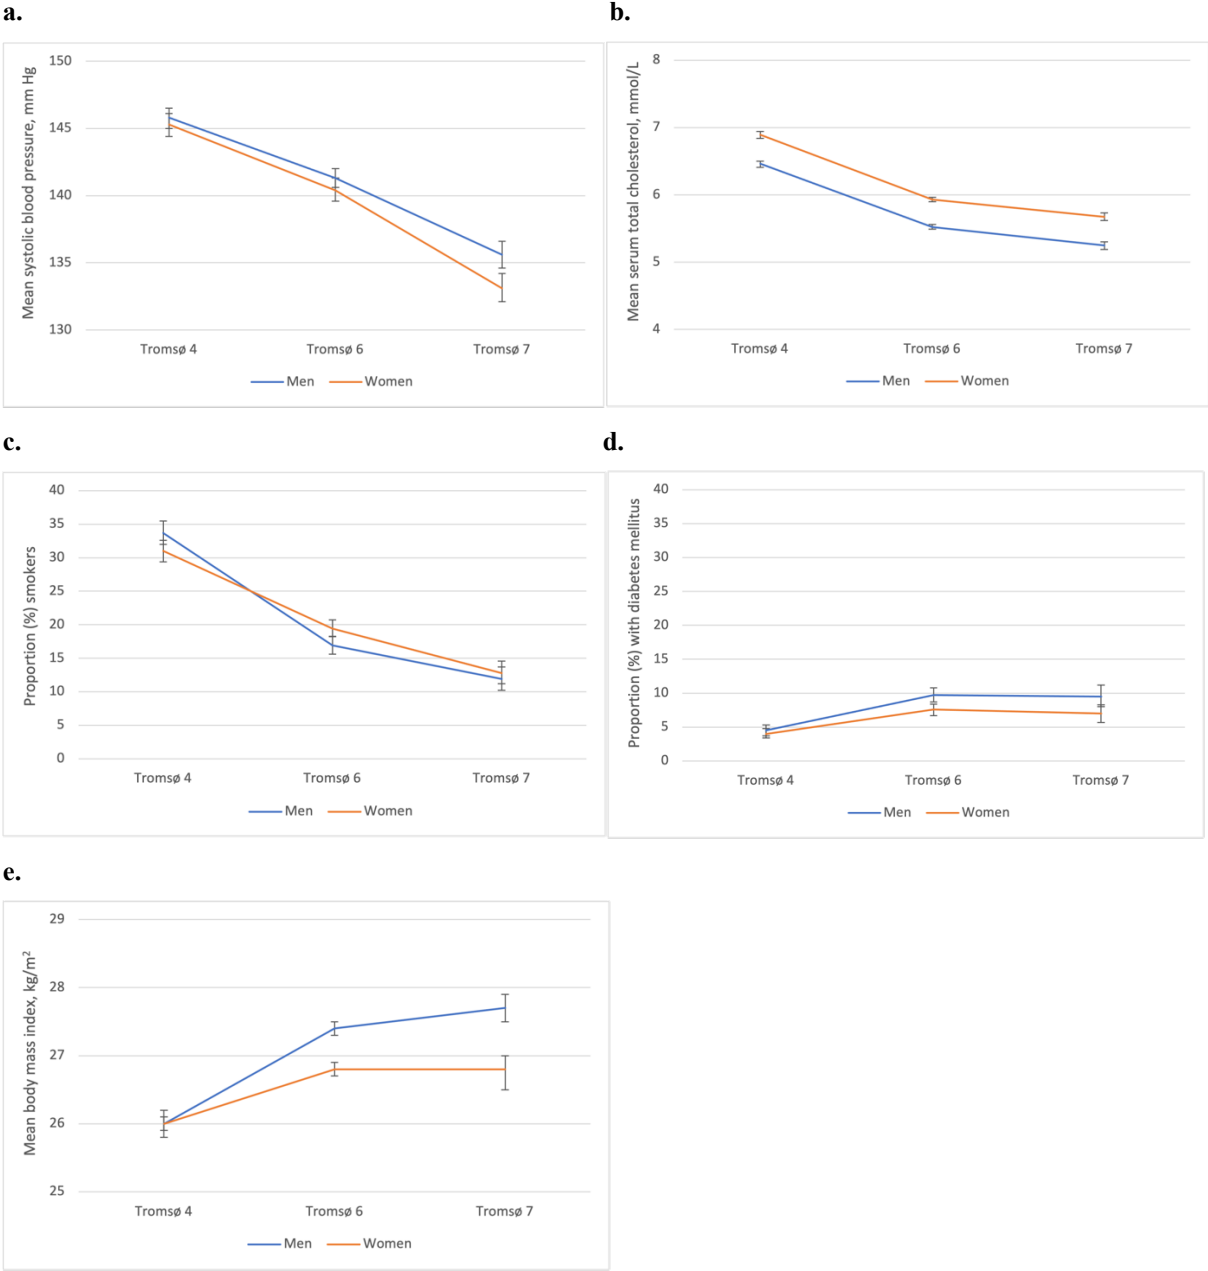 a.
Mean systolic blood pressure, mm Hg
150
145
140
135
130
Tromsø 4 Tromsø 6 Tromsø 7
Men Women
b.
Mean serum total cholesterol, mmol/L
8
7
6
5
4
Tromsø 4 Tromsø 6 Tromsø 7
Men Women
c.
Proportion (%) smokers
40
35
30
25
20
15
10
5
0
Tromsø 4 Tromsø 6 Tromsø 7
Men Women
d.
Proportion (%) with diabetes mellitus
40
35
30
25
20
15
10
5
0
Tromsø 4 Tromsø 6 Tromsø 7
Men Women
e.
Mean body mass index, kg/m²
29
28
27
26
25
Tromsø 4 Tromsø 6 Tromsø 7
Men Women